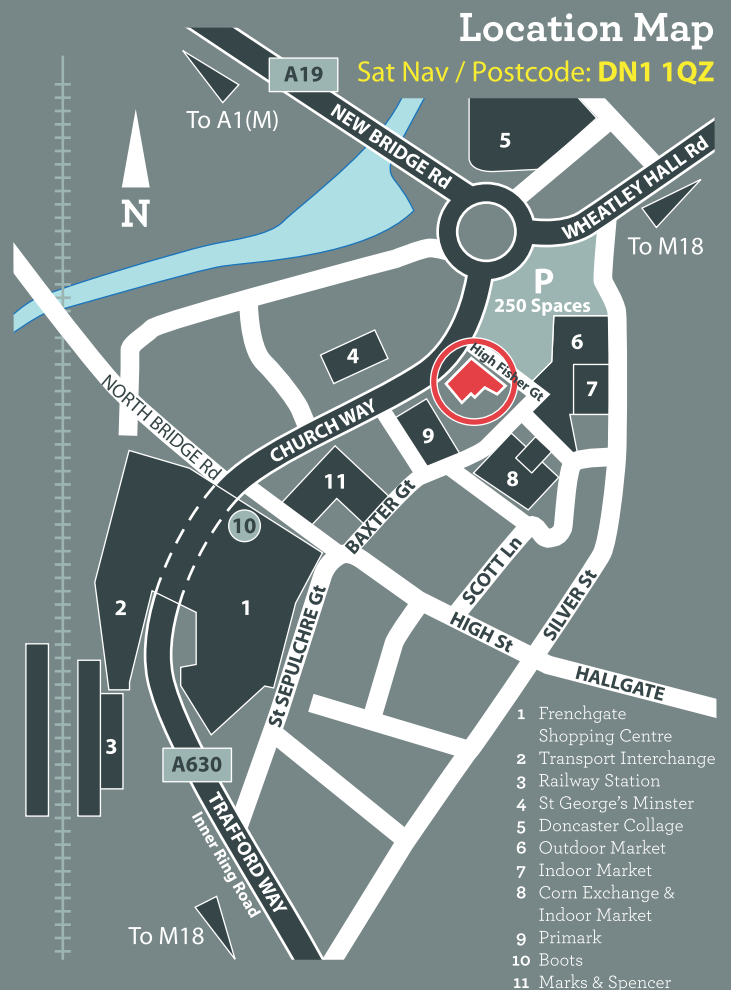 Location Map
Sat Nav / Postcode: DN1 1QZ
A19
To A1(M)
NEW BRIDGE Rd
5
WHEATLEY HALL Rd
N
To M18
P
250 Spaces
6
High Fisher Gt
4
7
NORTH BRIDGE Rd
CHURCH WAY
9
8
11
BAXTER Gt
10
SCOTT Ln
2
1
St SEPULCHRE Gt
HIGH St
SILVER St
HALLGATE
3
A630
TRAFFORD WAY
Inner Ring Road
To M18
1 Frenchgate
Shopping Centre
2 Transport Interchange
3 Railway Station
4 St George's Minster
5 Doncaster Collage
6 Outdoor Market
7 Indoor Market
8 Corn Exchange &
Indoor Market
9 Primark
10 Boots
11 Marks & Spencer